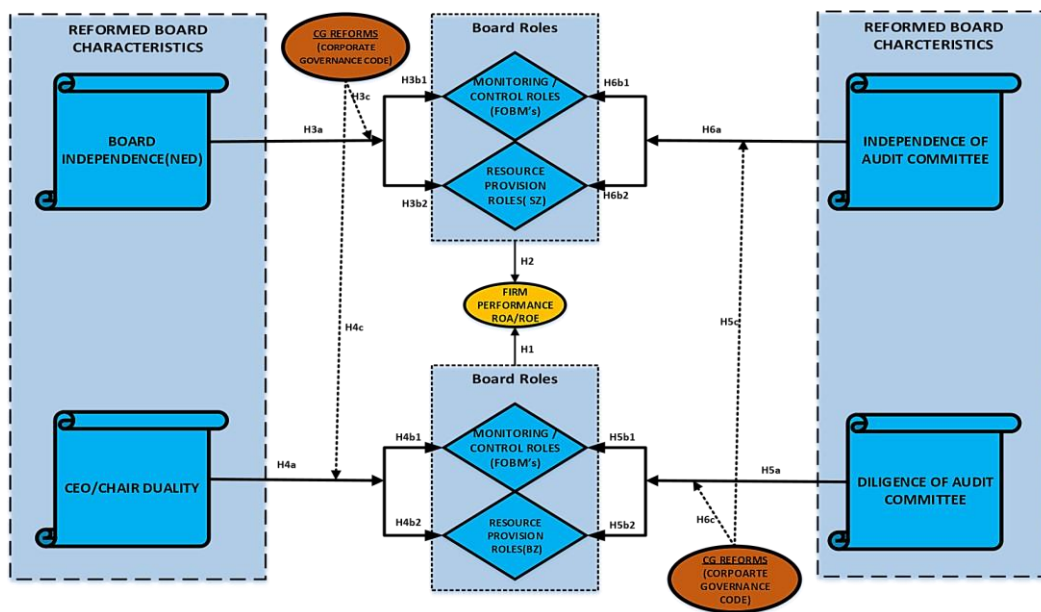 REFORMED BOARD
CHARACTERISTICS
BOARD
INDEPENDENCE(NED)
CEO/CHAIR DUALITY
CG REFORMS
(CORPORATE
GOVERNANCE CODE)
H3c
H3a
H3b1
H3b2
H4c
H4a
H4b1
H4b2
Board Roles
MONITORING /
CONTROL ROLES
(FOBM's)
RESOURCE
PROVISION
ROLES( SZ)
H2
FIRM
PERFORMANCE
ROA/ROE
H1
Board Roles
MONITORING /
CONTROL ROLES
(FOBM's)
RESOURCE
PROVISION
ROLES(BZ)
H6b1
H6b2
H6a
H5c
H5b1
H5b2
H5a
H6c
CG REFORMS
(CORPOARTE
GOVERNANCE
CODE)
REFORMED BOARD
CHARCTERISTICS
INDEPENDENCE OF
AUDIT COMMITTEE
DILIGENCE OF AUDIT
COMMITTEE